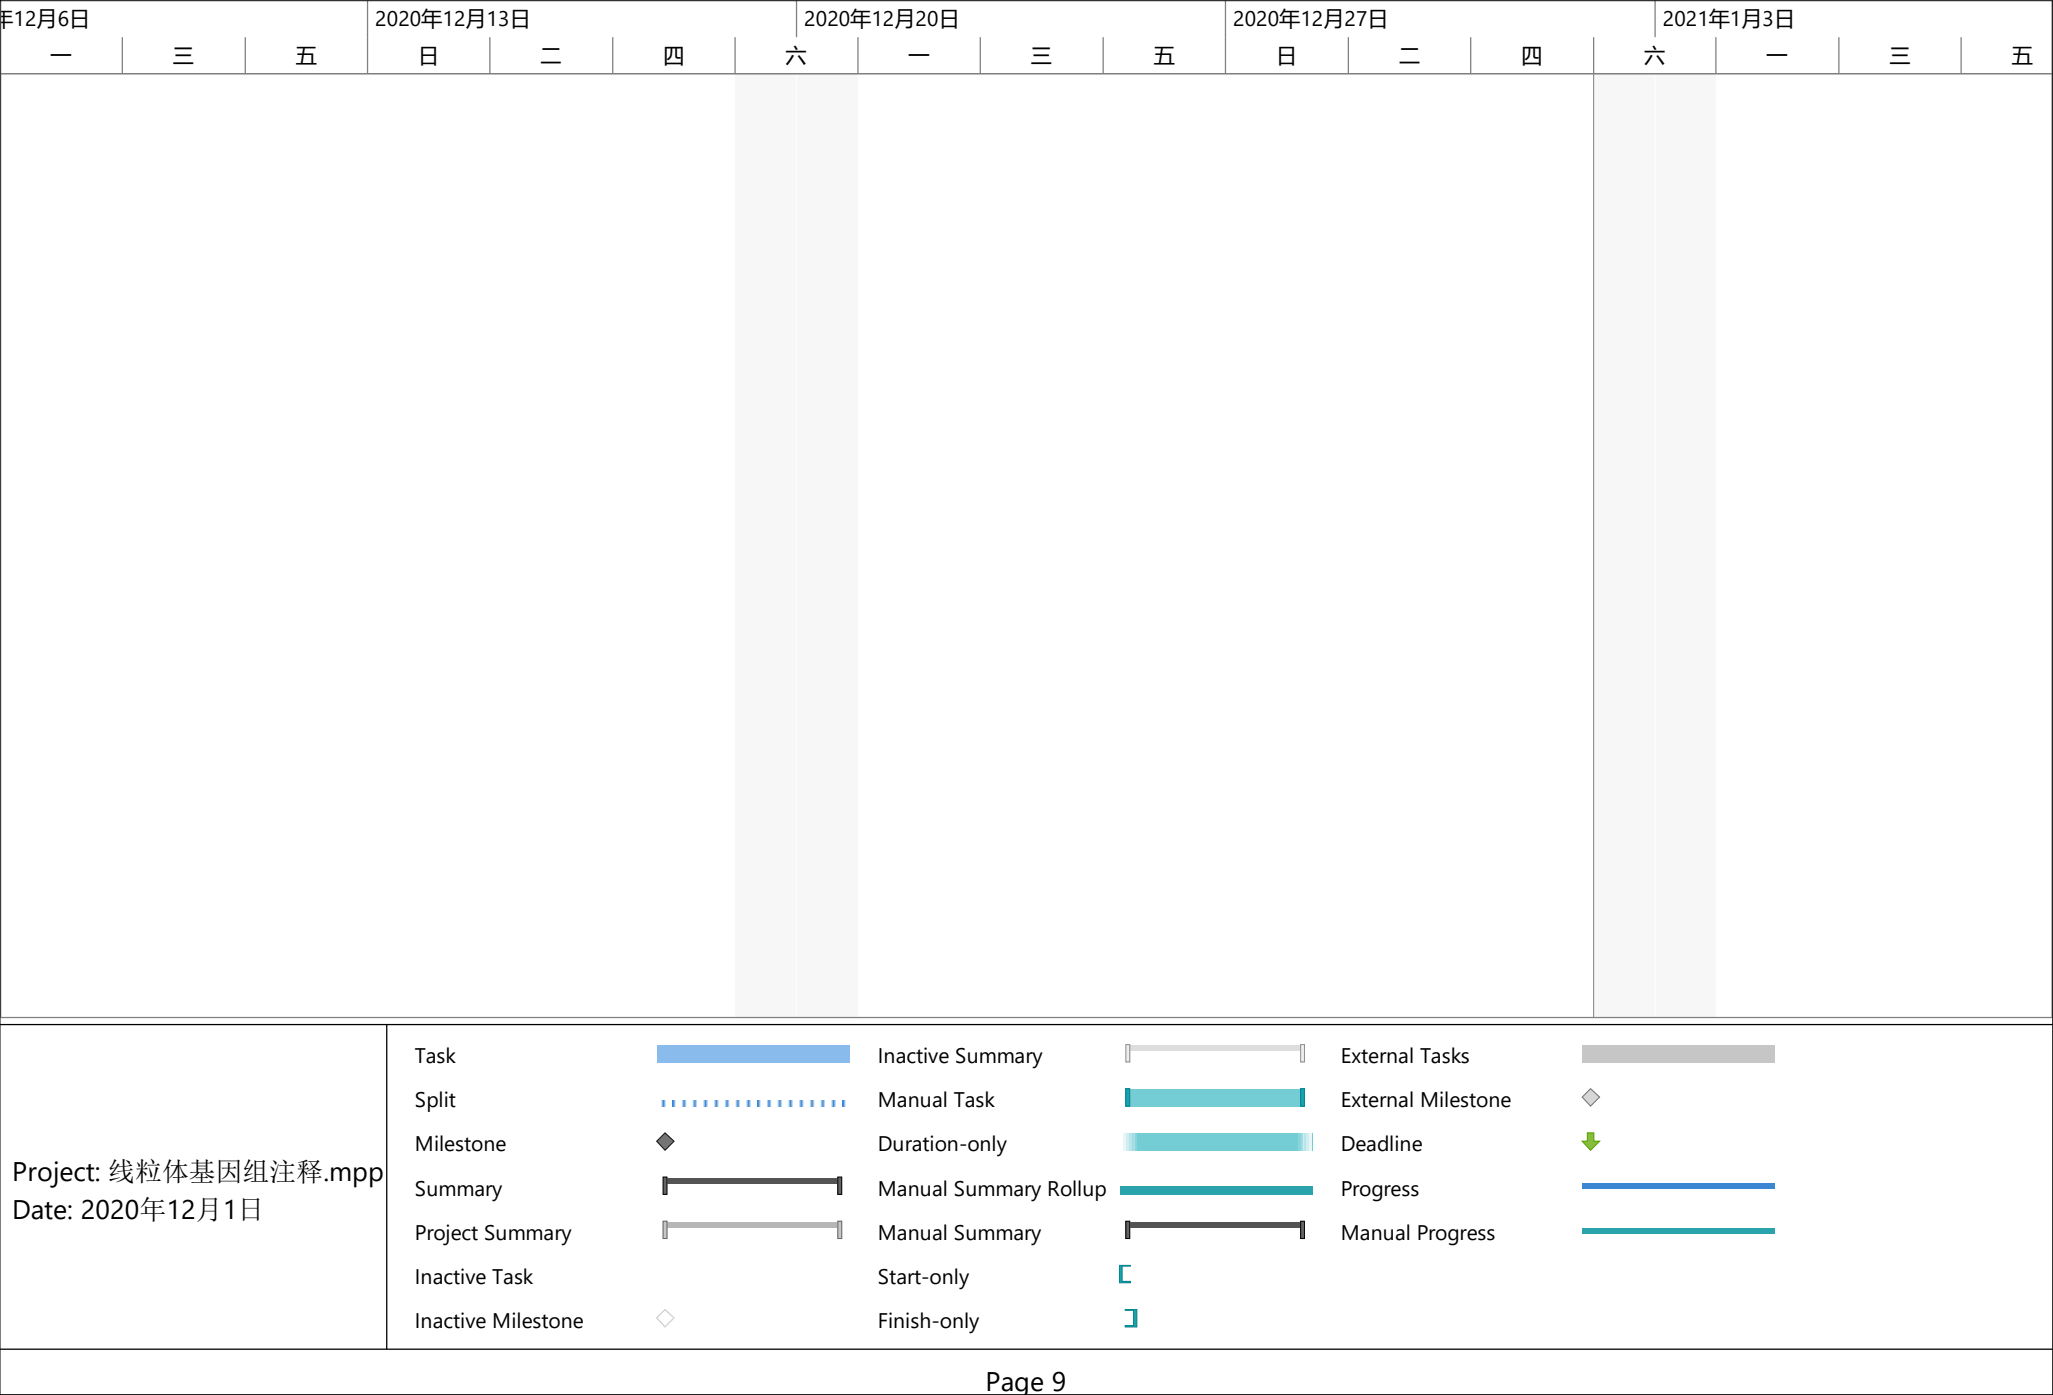 年12月6日 2020年12月13日 2020年12月20日 2020年12月27日 2021年1月3日
一 三 五 日 二 四 六 一 三 五 日 二 四 六 一 三 五
Project: 线粒体基因组注释.mpp
Date: 2020年12月1日
Task
Split
Milestone
Summary
Project Summary
Inactive Task
Inactive Milestone
Inactive Summary
Manual Task
Duration-only
Manual Summary Rollup
Manual Summary
Start-only
Finish-only
External Tasks
External Milestone
Deadline
Progress
Manual Progress
Page 9